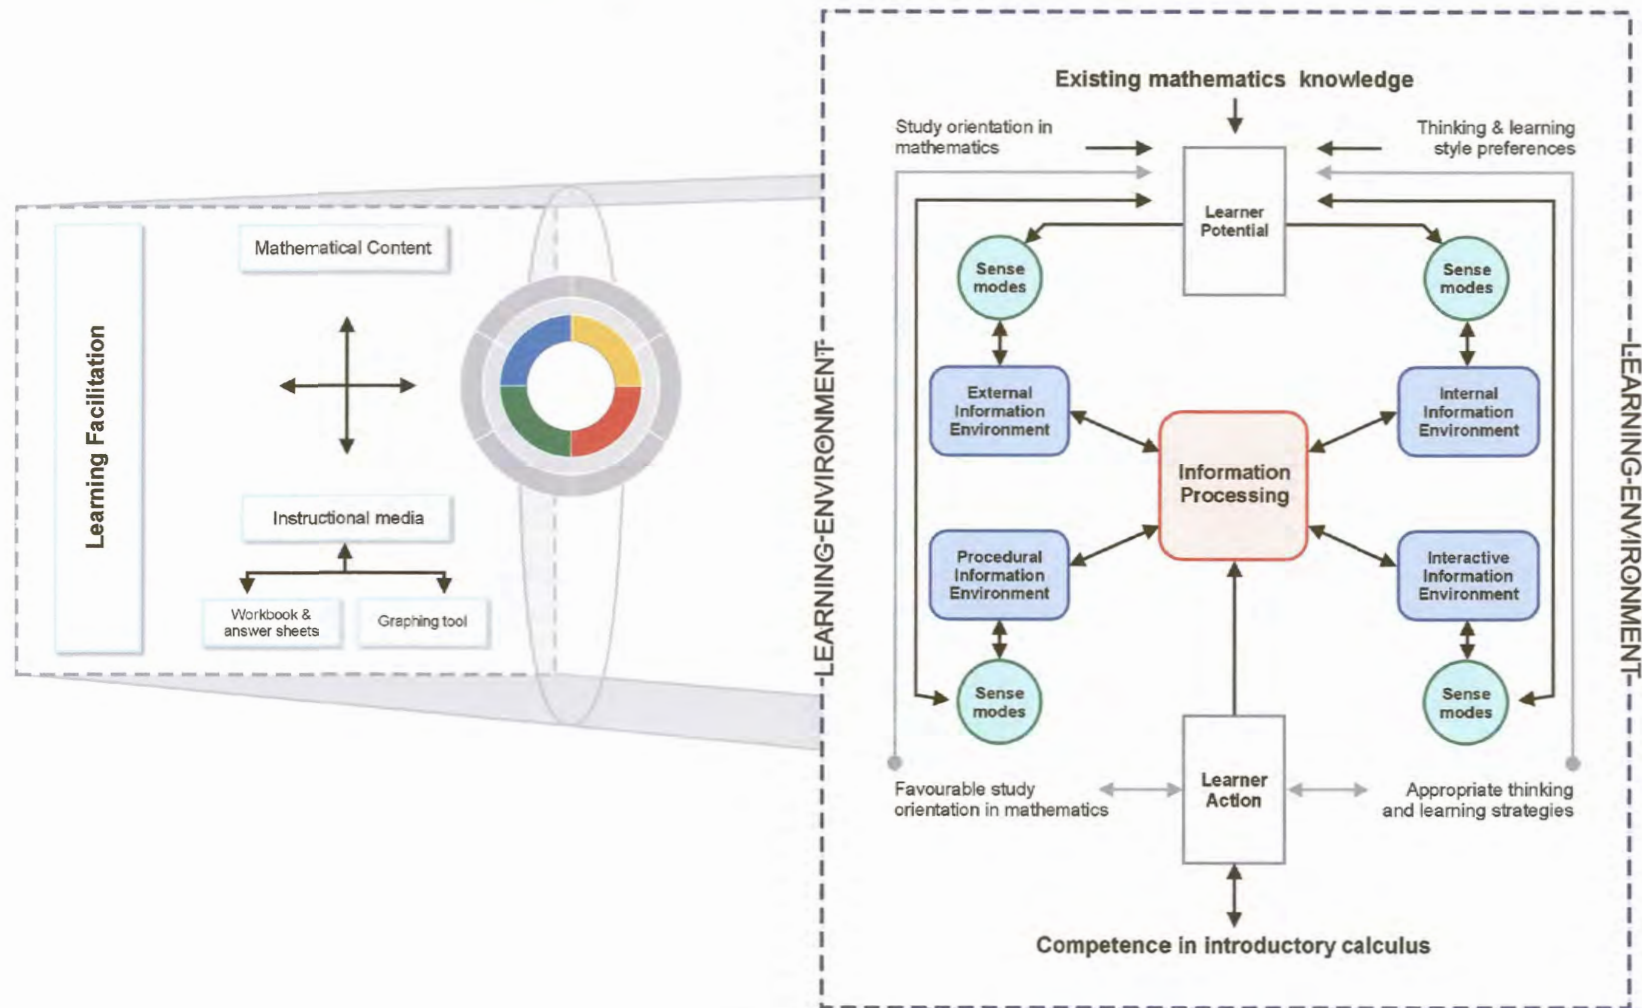 Learning Facilitation
Mathematical Content
Instructional media
Workbook &
answer sheets
Graphing tool
LEARNING-ENVIRONMENT
Existing mathematics knowledge
Study orientation in
mathematics
Thinking & learning
style preferences
Learner
Potential
Sense
modes
Sense
modes
External
Information
Environment
Internal
Information
Environment
Information
Processing
Procedural
Information
Environment
Interactive
Information
Environment
Sense
modes
Sense
modes
Learner
Action
Favourable study
orientation in mathematics
Appropriate thinking
and learning strategies
Competence in introductory calculus
LEARNING-ENVIRONMENT